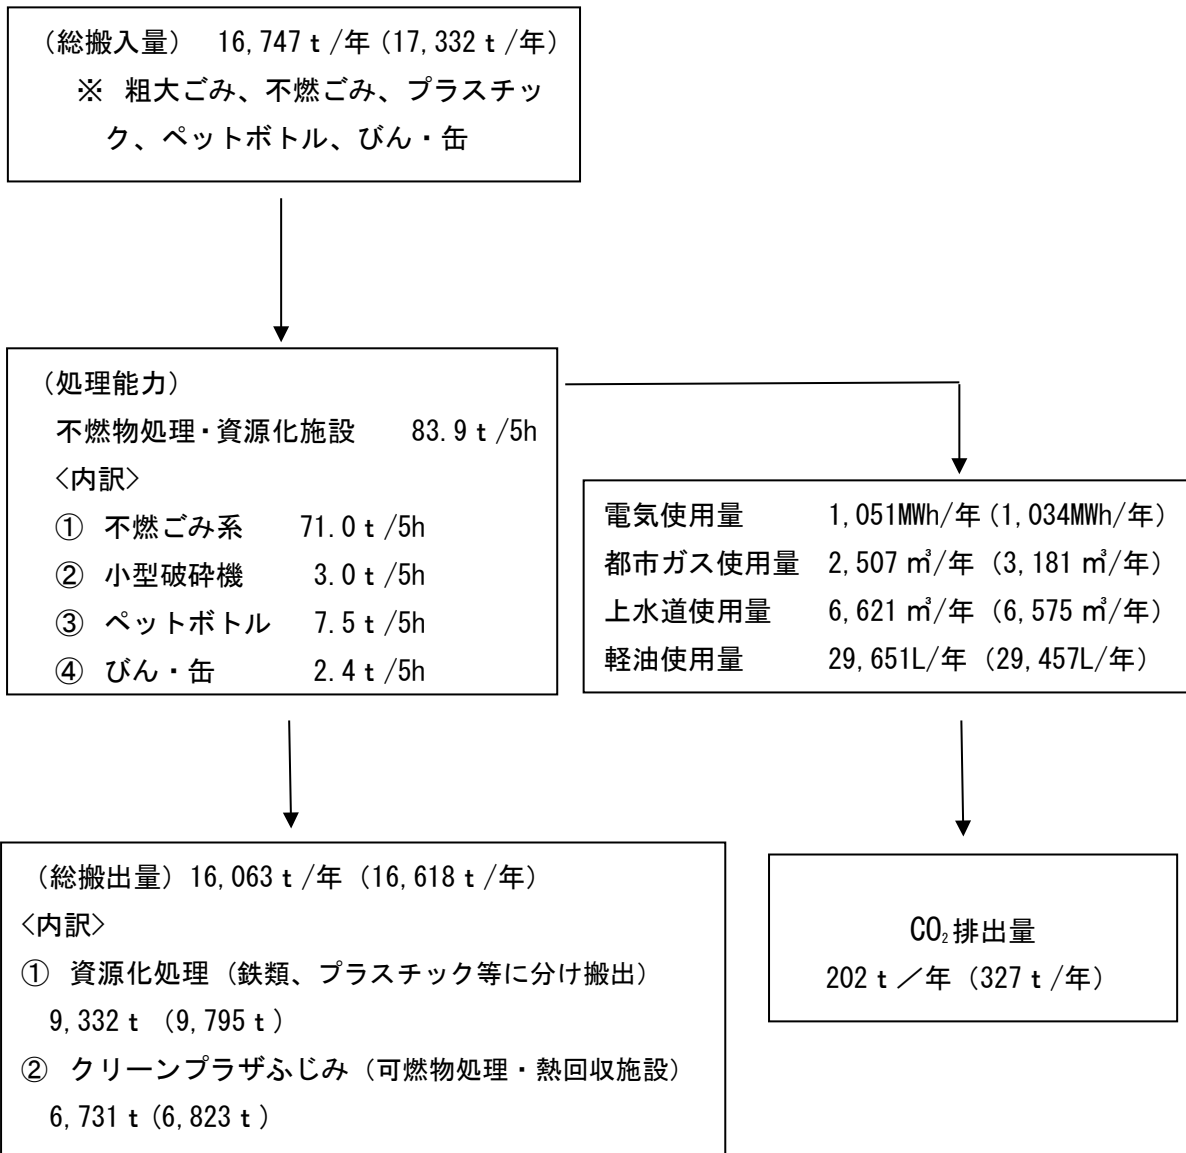 （総搬入量）　16,747ｔ/年(17,332ｔ/年)
※　粗大ごみ、不燃ごみ、プラスチッ
ク、ペットボトル、びん・缶
（処理能力）
不燃物処理・資源化施設　　83.9ｔ/5h
<内訳>
①　不燃ごみ系　　71.0ｔ/5h
②　小型破砕機　　3.0ｔ/5h
③　ペットボトル　7.5ｔ/5h
④　びん・缶　　　2.4ｔ/5h
電気使用量　　　1,051MWh/年(1,034MWh/年)
都市ガス使用量　2,507㎥/年（3,181㎥/年）
上水道使用量　　6,621㎥/年（6,575㎥/年）
軽油使用量　　　29,651L/年（29,457L/年）
（総搬出量）16,063ｔ/年（16,618ｔ/年）
<内訳>
①　資源化処理（鉄類、プラスチック等に分け搬出）
9,332ｔ（9,795ｔ）
②　クリーンプラザふじみ（可燃物処理・熱回収施設）
6,731ｔ(6,823ｔ)
CO₂排出量
202ｔ／年（327ｔ/年）